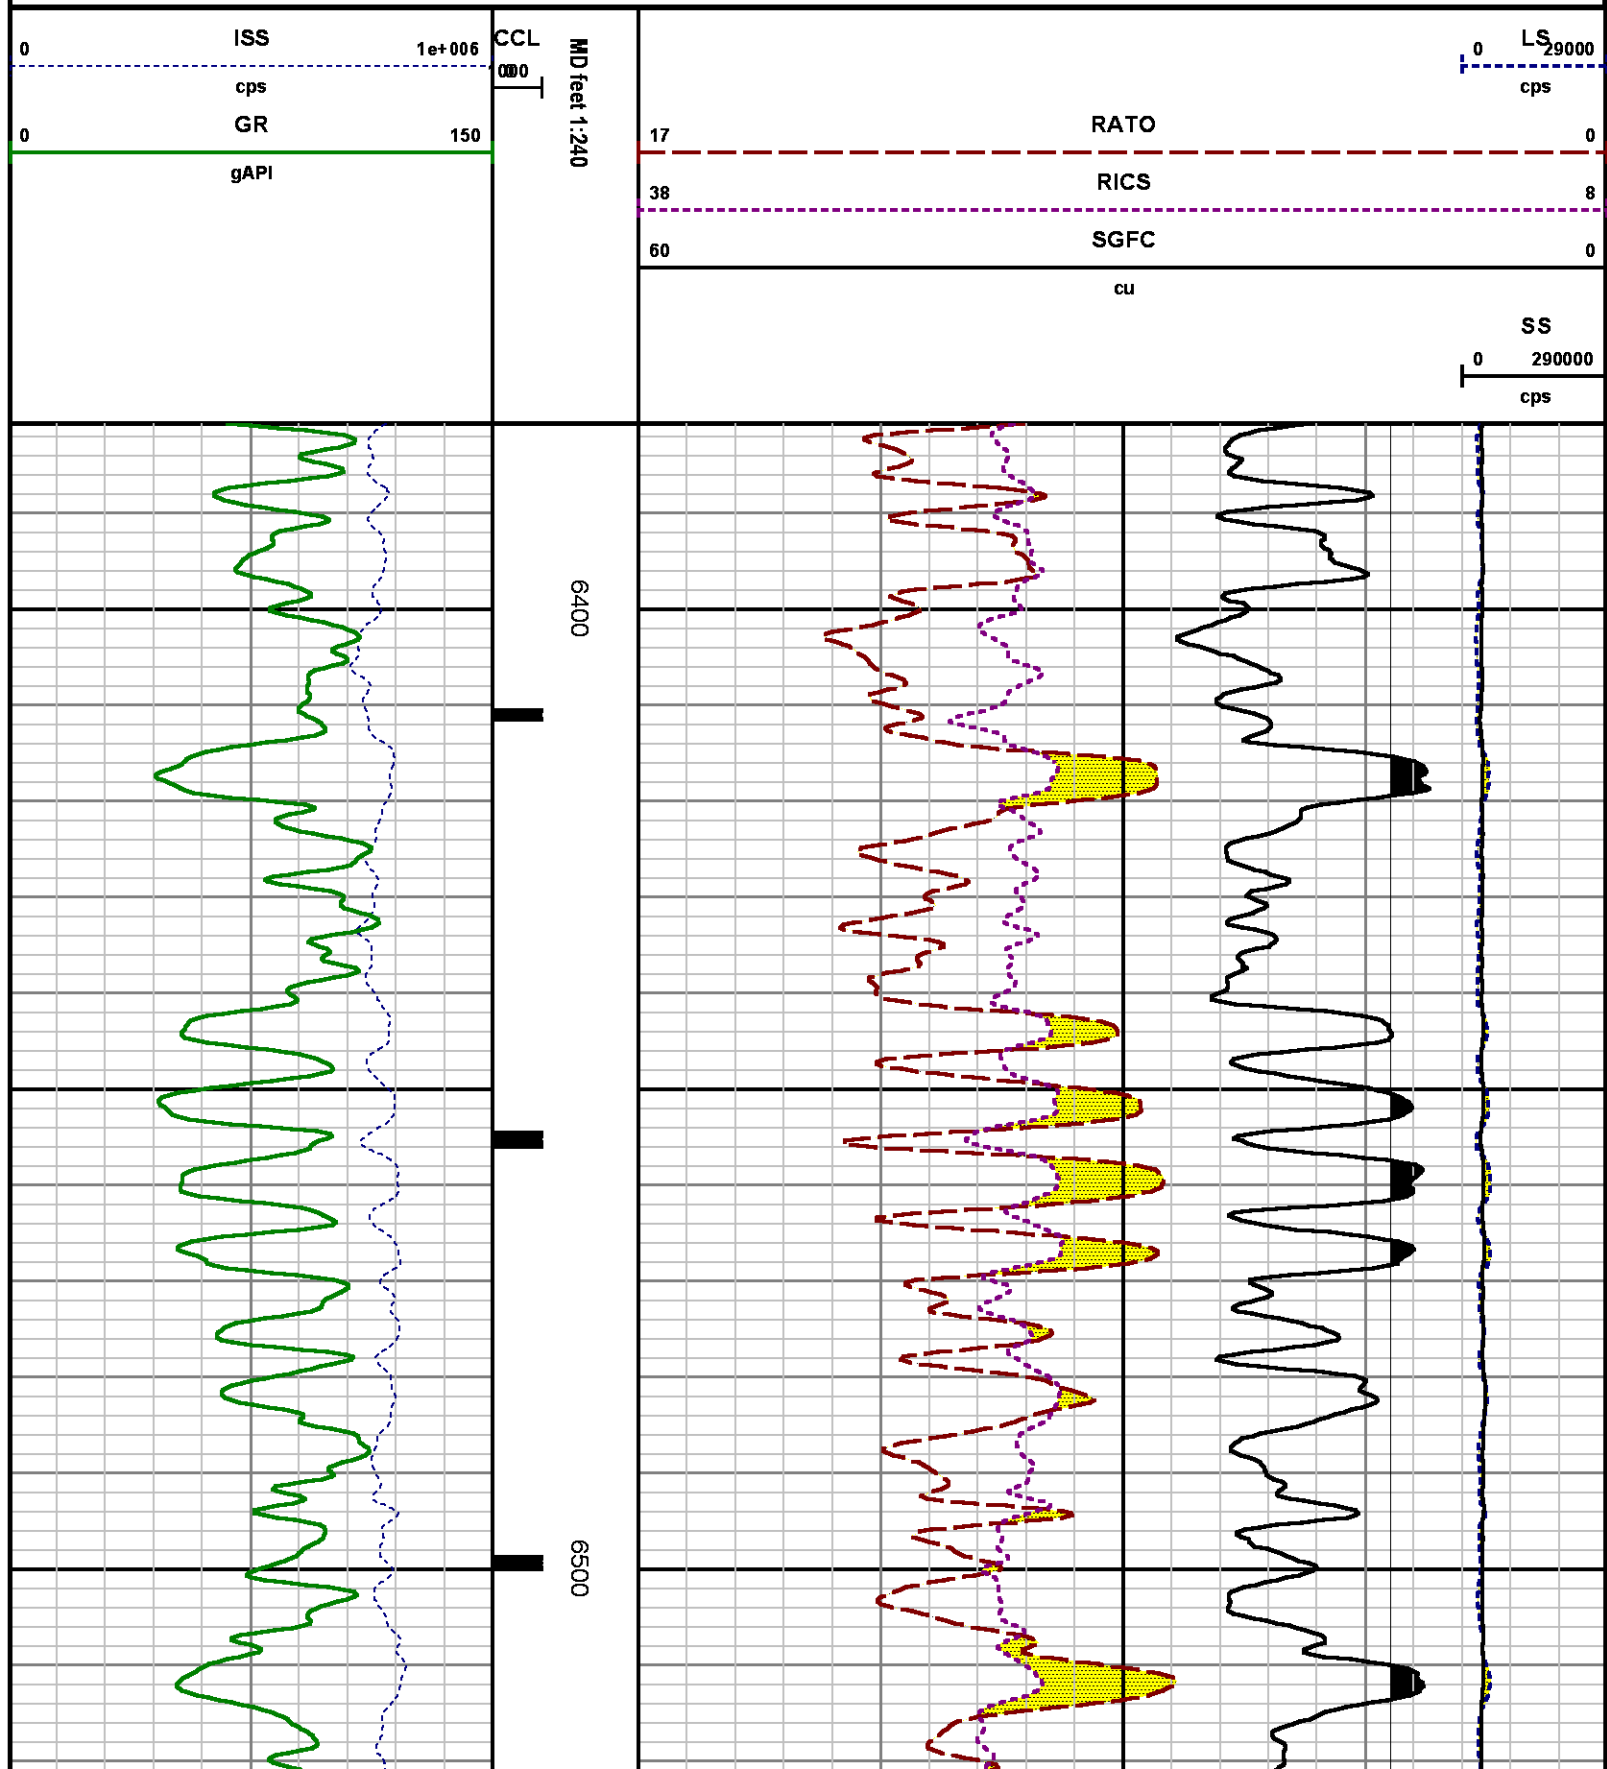 ISS
0 1e+006
cps
GR
0 150
gAPI
CCL
MD feet 1:240
LS
0 29000
cps
RATO
17 0
RICS
38 8
SGFC
60 0
cu
SS
0 290000
cps
6400
6500